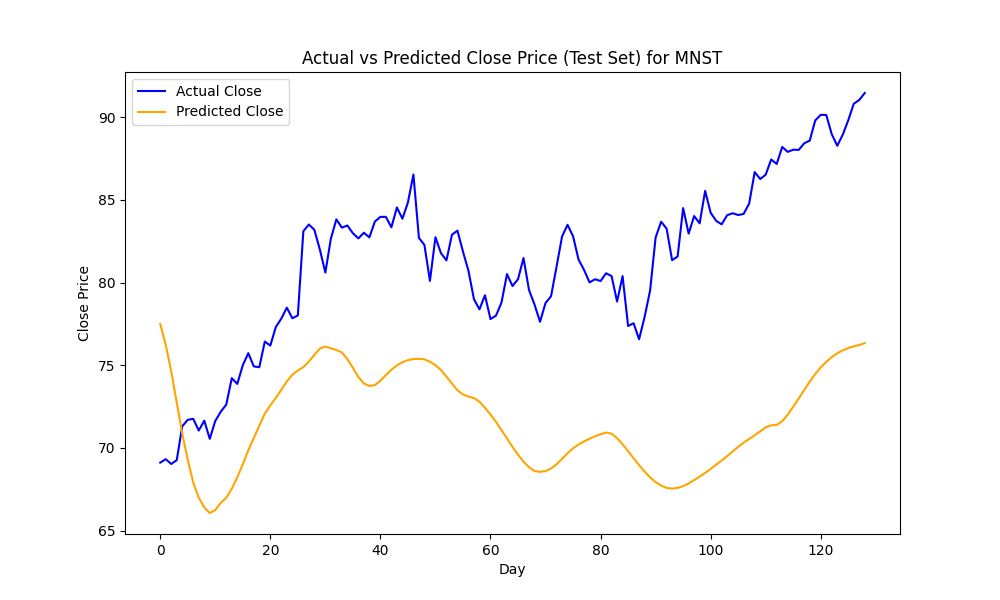 Actual vs Predicted Close Price (Test Set) for MNST
Actual Close
Predicted Close
Close Price
90
85
80
75
70
65
0 20 40 60 80 100 120
Day